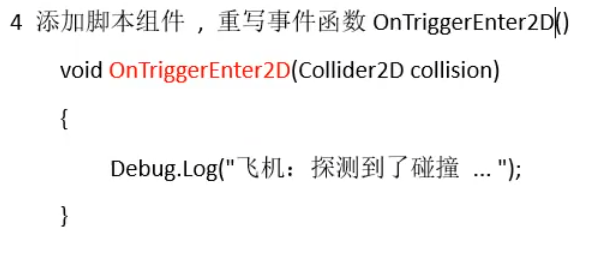 4 添加脚本组件 , 重写事件函数 OnTriggerEnter2D()
void OnTriggerEnter2D(Collider2D collision)
{
Debug.Log("飞机：探测到了碰撞 ... ");
}